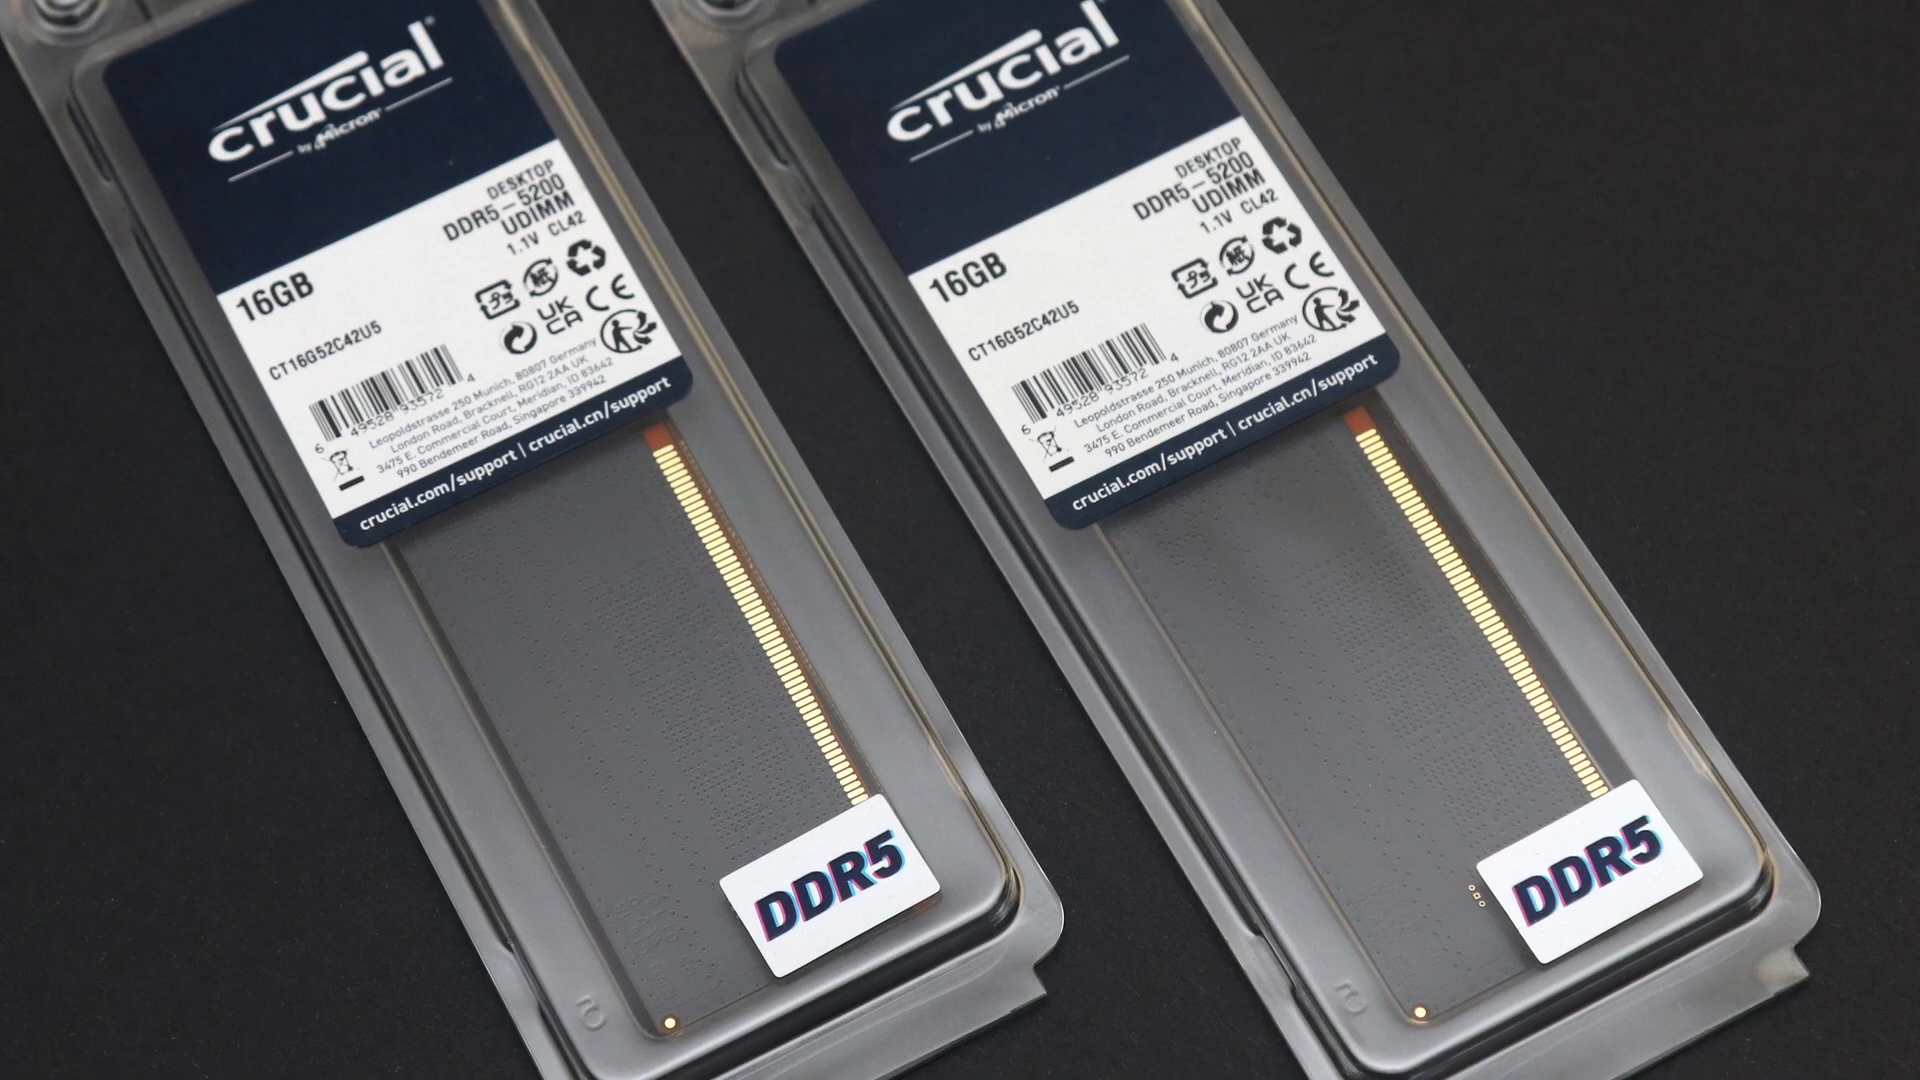 crucial
by Micron
DESKTOP
DDR5-5200
UDIMM
1.1V CL42
16GB
CT16G52C42U5
UK
CA
CE
6 49528 93572 4
Leopoldstrasse 250 Munich, 80807 Germany
London Road, Bracknell, RG12 2AA UK
3475 E. Commercial Court, Meridian, ID 83642
990 Bendemeer Road, Singapore 339942
crucial.com/support | crucial.cn/support
DDR5
crucial
by Micron
DESKTOP
DDR5-5200
UDIMM
1.1V CL42
16GB
CT16G52C42U5
UK
CA
CE
6 49528 93572 4
Leopoldstrasse 250 Munich, 80807 Germany
London Road, Bracknell, RG12 2AA UK
3475 E. Commercial Court, Meridian, ID 83642
990 Bendemeer Road, Singapore 339942
crucial.com/support | crucial.cn/support
DDR5